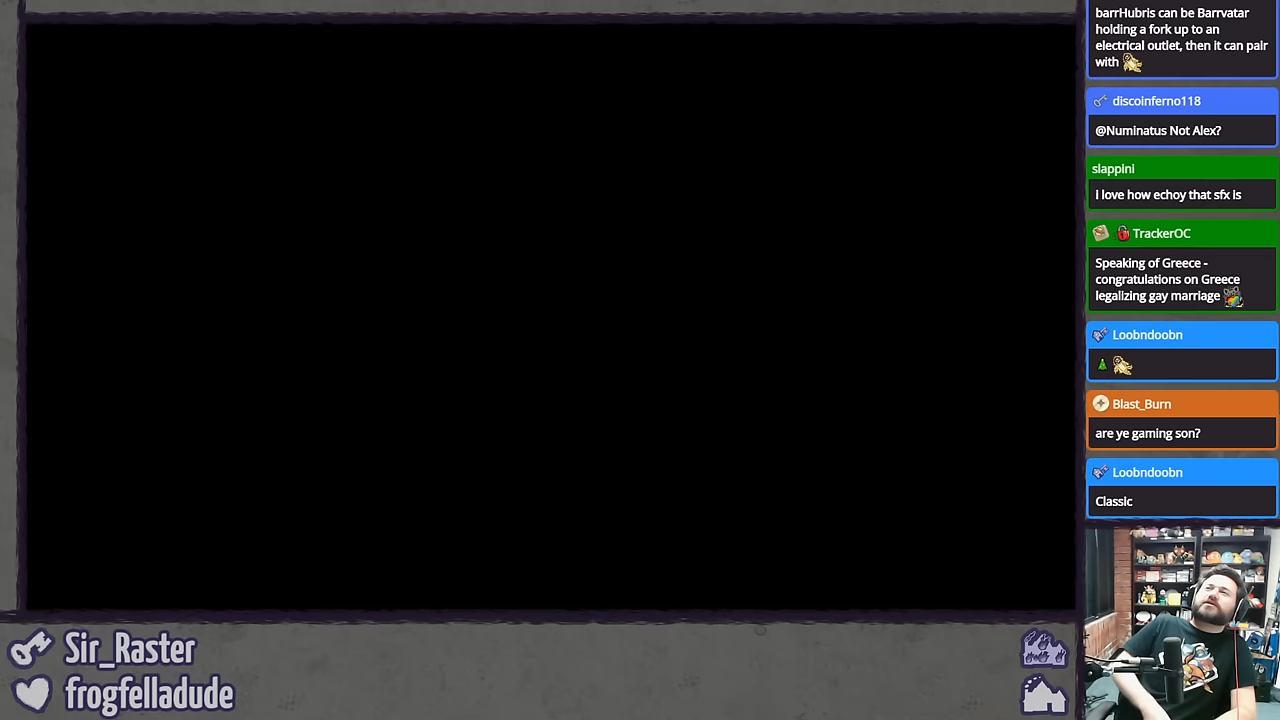 barrHubris can be Barrvatar
holding a fork up to an
electrical outlet, then it can pair
with
discoinferno118
@Numinatus Not Alex?
slappini
I love how echoy that sfx is
TrackerOC
Speaking of Greece -
congratulations on Greece
legalizing gay marriage
Loobndoobn
Blast_Burn
are ye gaming son?
Loobndoobn
Classic
Sir_Raster
frogfelladude